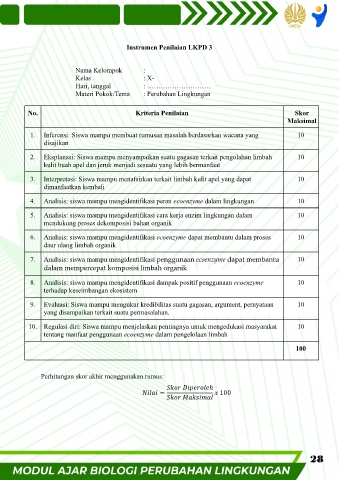 Instrumen Penilaian LKPD 3
Nama Kelompok :
Kelas : X-
Hari, tanggal : ………………………
Materi Pokok/Tema : Perubahan Lingkungan
No. Kriteria Penilaian Skor
Maksimal
1. Inferensi: Siswa mampu membuat rumusan masalah berdasarkan wacana yang 10
disajikan
2. Eksplanasi: Siswa mampu menyampaikan suatu gagasan terkait pengolahan limbah 10
kulit buah apel dan jeruk menjadi sesuatu yang lebih bermanfaat
3. Interpretasi: Siswa mampu menafsirkan terkait limbah kulit apel yang dapat 10
dimanfaatkan kembali
4. Analisis: siswa mampu mengidentifikasi peran ecoenzyme dalam lingkungan 10
5. Analisis: siswa mampu mengidentifikasi cara kerja enzim lingkungan dalam 10
mendukung proses dekomposisi bahan organik
6. Analisis: siswa mampu mengidentifikasi ecoenzyme dapat membantu dalam proses 10
daur ulang limbah organik
7. Analisis: siswa mampu mengidentifikasi penggunaan ecoenzyme dapat membantu 10
dalam mempercepat komposisi limbah organik
8. Analisis: siswa mampu mengidentifikasi dampak positif penggunaan ecoenzyme 10
terhadap keseimbangan ekosistem
9. Evaluasi: Siswa mampu mengukur kredibilitas suatu gagasan, argument, pernyataan 10
yang disampaikan terkait suatu permasalahan.
10. Regulasi diri: Siswa mampu menjelaskan pentingnya untuk mengedukasi masyarakat 10
tentang manfaat penggunaan ecoenzyme dalam pengelolaan limbah
100
Perhitungan skor akhir menggunakan rumus:
Nilai = Skor Diperoleh / Skor Maksimal x 100
28
MODUL AJAR BIOLOGI PERUBAHAN LINGKUNGAN